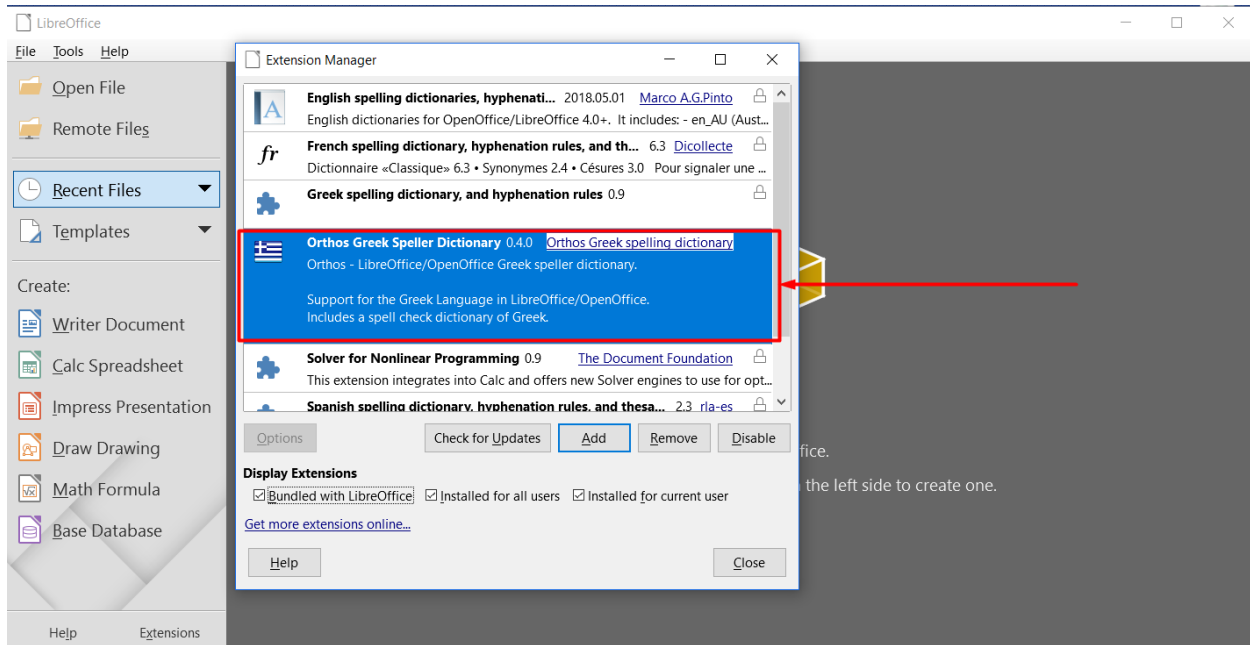 LibreOffice
File Tools Help
Open File
Remote Files
Recent Files
Templates
Create:
Writer Document
Calc Spreadsheet
Impress Presentation
Draw Drawing
Math Formula
Base Database
Help Extensions
Extension Manager
A
English spelling dictionaries, hyphenati... 2018.05.01 Marco A.G.Pinto
English dictionaries for OpenOffice/LibreOffice 4.0+. It includes: - en_AU (Aust...
fr
French spelling dictionary, hyphenation rules, and th... 6.3 Dicollecte
Dictionnaire «Classique» 6.3 • Synonymes 2.4 • Césures 3.0 Pour signaler une ...
Greek spelling dictionary, and hyphenation rules 0.9
Orthos Greek Speller Dictionary 0.4.0 Orthos Greek spelling dictionary
Orthos - LibreOffice/OpenOffice Greek speller dictionary.
Support for the Greek Language in LibreOffice/OpenOffice.
Includes a spell check dictionary of Greek.
Solver for Nonlinear Programming 0.9 The Document Foundation
This extension integrates into Calc and offers new Solver engines to use for opt...
Spanish spelling dictionary, hyphenation rules, and thesa... 2.3 rla-es
Options Check for Updates Add Remove Disable
Display Extensions
Bundled with LibreOffice Installed for all users Installed for current user
Get more extensions online...
Help Close
fice.
the left side to create one.